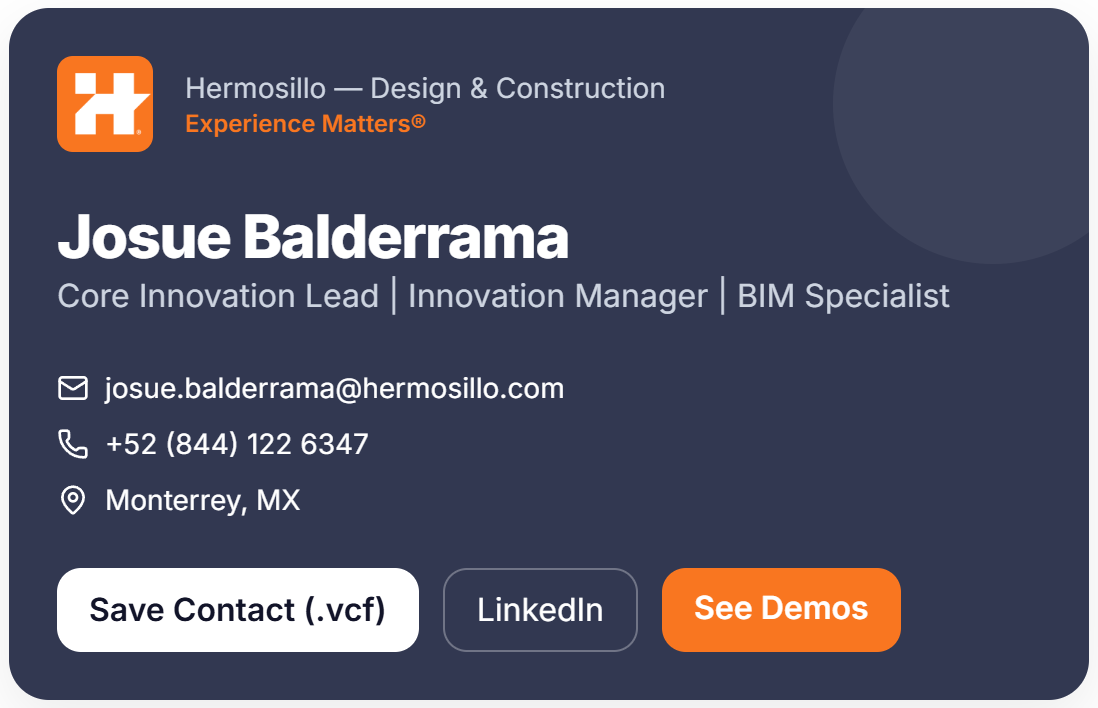 Hermosillo — Design & Construction
Experience Matters®
Josue Balderrama
Core Innovation Lead | Innovation Manager | BIM Specialist
josue.balderrama@hermosillo.com
+52 (844) 122 6347
Monterrey, MX
Save Contact (.vcf)
LinkedIn
See Demos